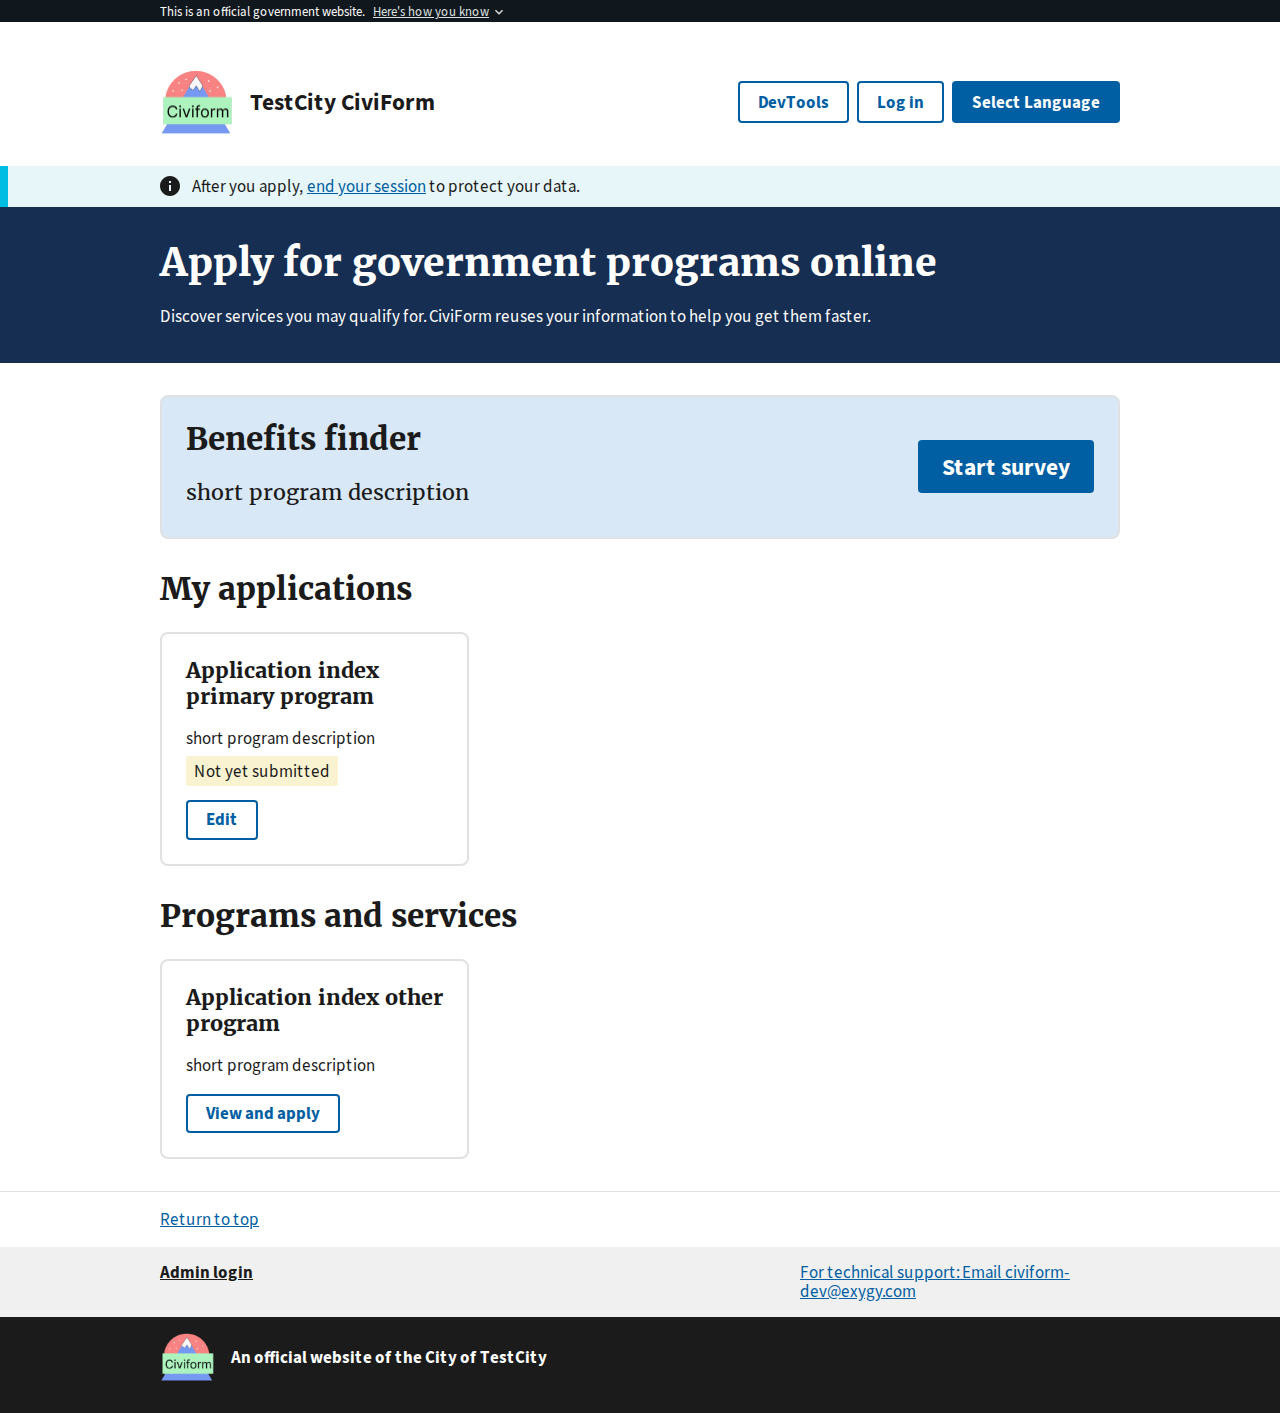 This is an official government website. Here's how you know
Civiform
TestCity CiviForm
DevTools
Log in
Select Language
After you apply, end your session to protect your data.
Apply for government programs online
Discover services you may qualify for. CiviForm reuses your information to help you get them faster.
Benefits finder
short program description
Start survey
My applications
Application index
primary program
short program description
Not yet submitted
Edit
Programs and services
Application index other
program
short program description
View and apply
Return to top
Admin login
For technical support: Email civiform-
dev@exygy.com
Civiform
An official website of the City of TestCity